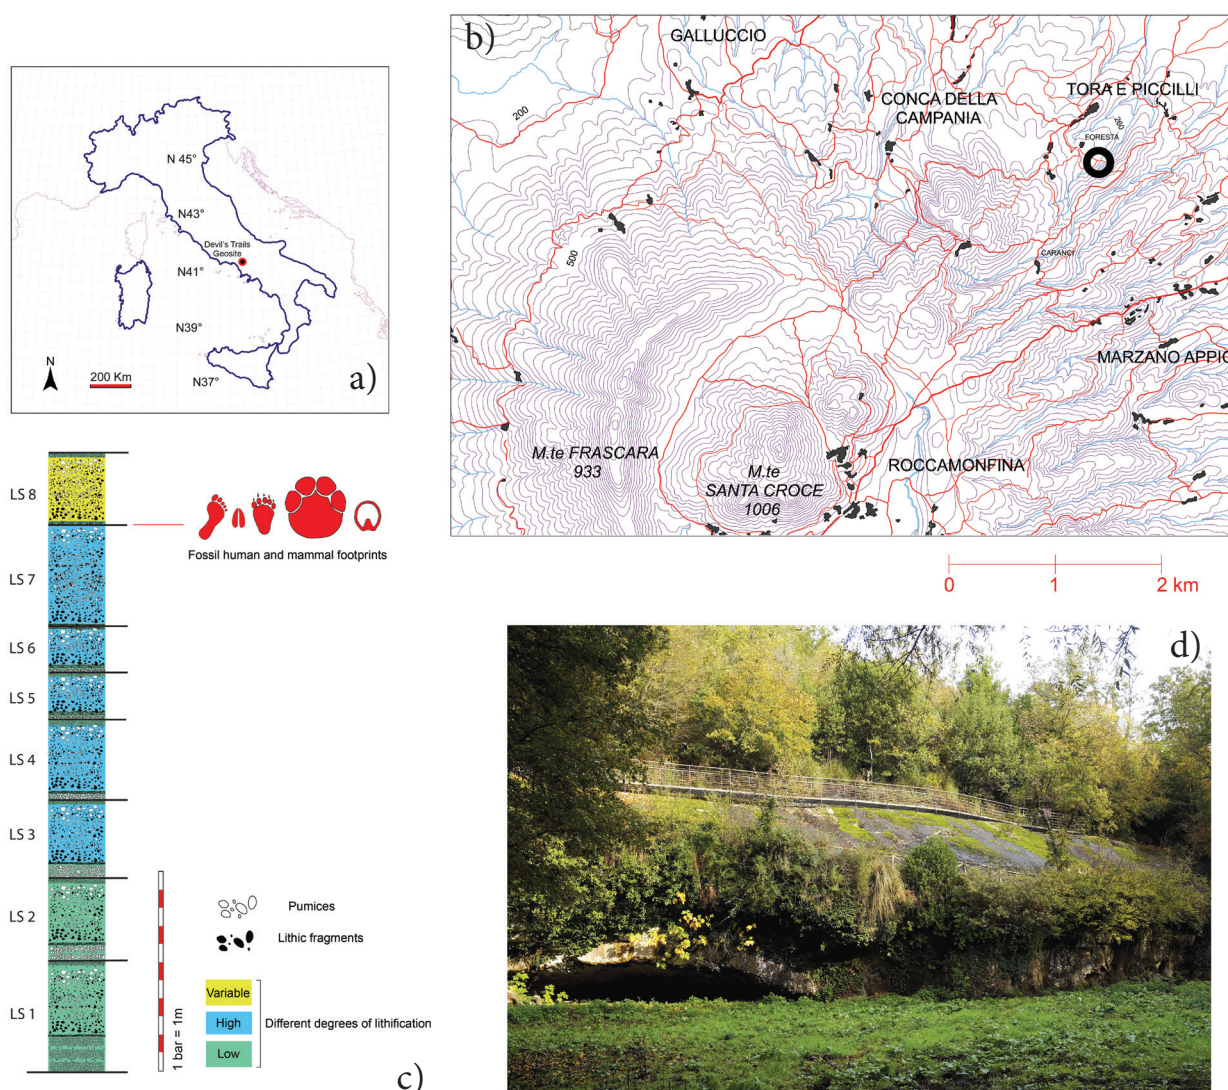 a)
N 45°
N43°
Devil's Trails
Geosite
N41°
N39°
N37°
N
200 Km
b)
GALLUCCIO
200
CONCA DELLA
CAMPANIA
TORA E PICCILLI
260
FORESTA
500
CARANCI
MARZANO APPIO
M.te FRASCARA
933
M.te
SANTA CROCE
1006
ROCCAMONFINA
0 1 2 km
LS 8
Fossil human and mammal footprints
LS 7
LS 6
LS 5
LS 4
LS 3
LS 2
LS 1
Pumices
Lithic fragments
Variable
High
Low
Different degrees of lithification
1 bar = 1m
c)
d)